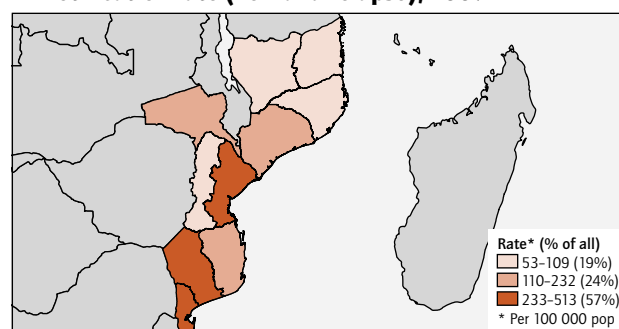 Rate* (% of all)
53–109 (19%)
110–232 (24%)
233–513 (57%)
* Per 100 000 pop